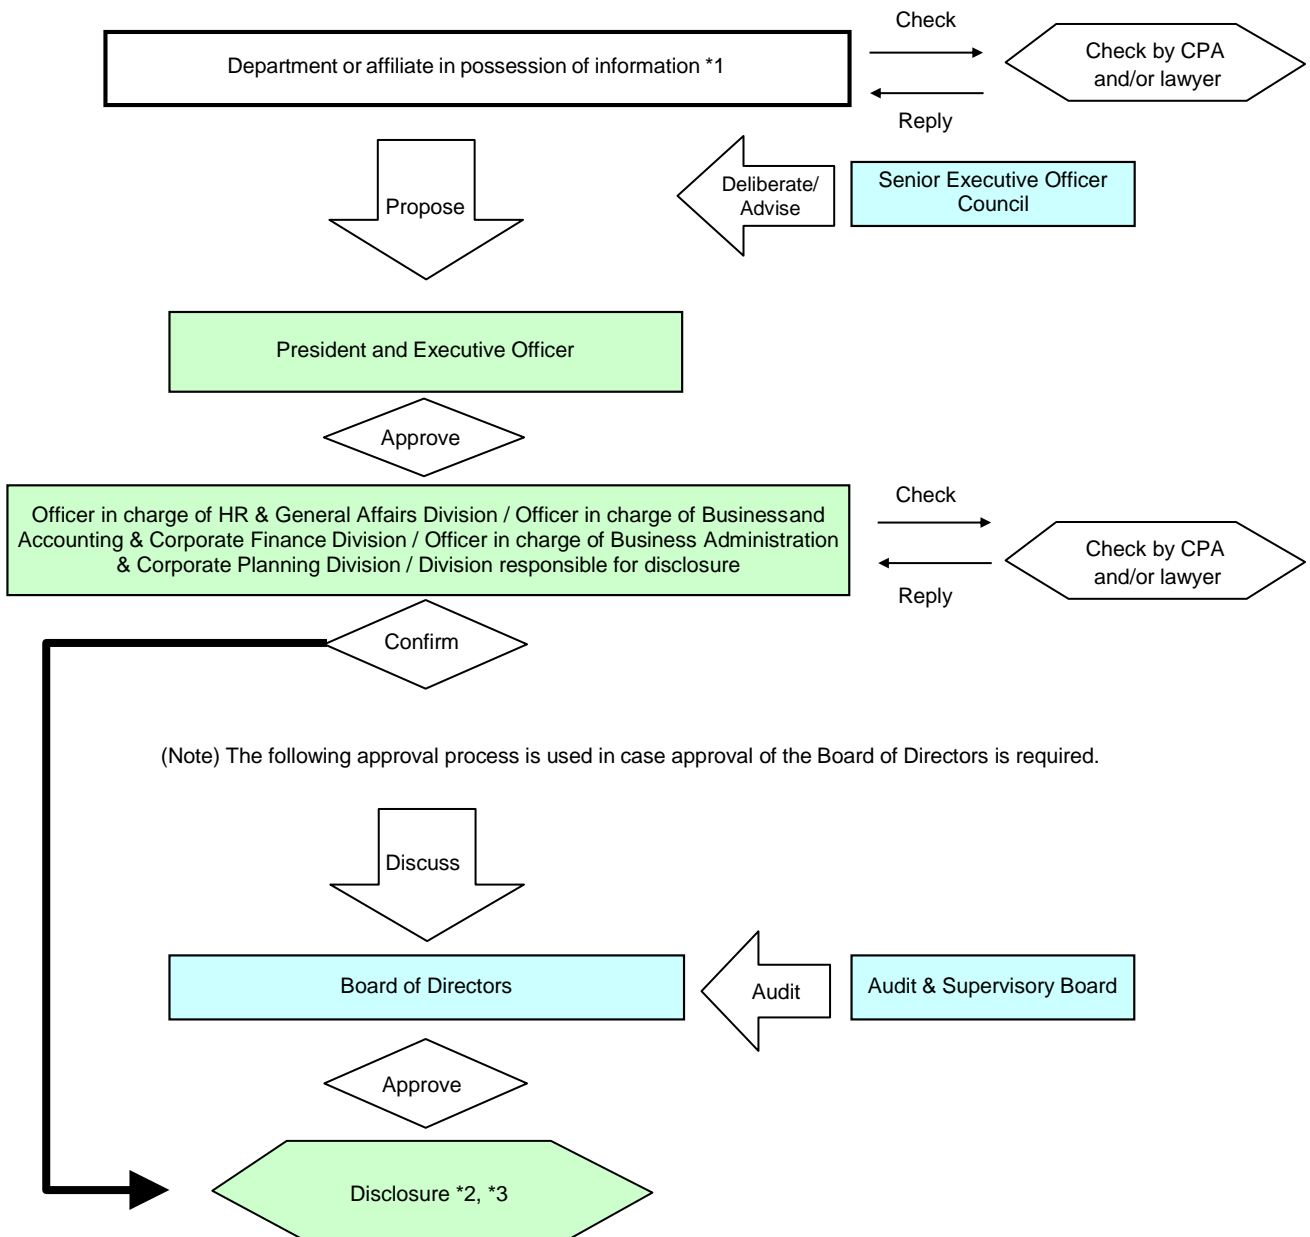 Check
Department or affiliate in possession of information *1
Check by CPA
and/or lawyer
Reply
Propose
Deliberate/
Advise
Senior Executive Officer
Council
President and Executive Officer
Approve
Officer in charge of HR & General Affairs Division / Officer in charge of Businessand
Accounting & Corporate Finance Division / Officer in charge of Business Administration
& Corporate Planning Division / Division responsible for disclosure
Check
Check by CPA
and/or lawyer
Reply
Confirm
(Note) The following approval process is used in case approval of the Board of Directors is required.
Discuss
Board of Directors
Audit
Audit & Supervisory Board
Approve
Disclosure *2, *3